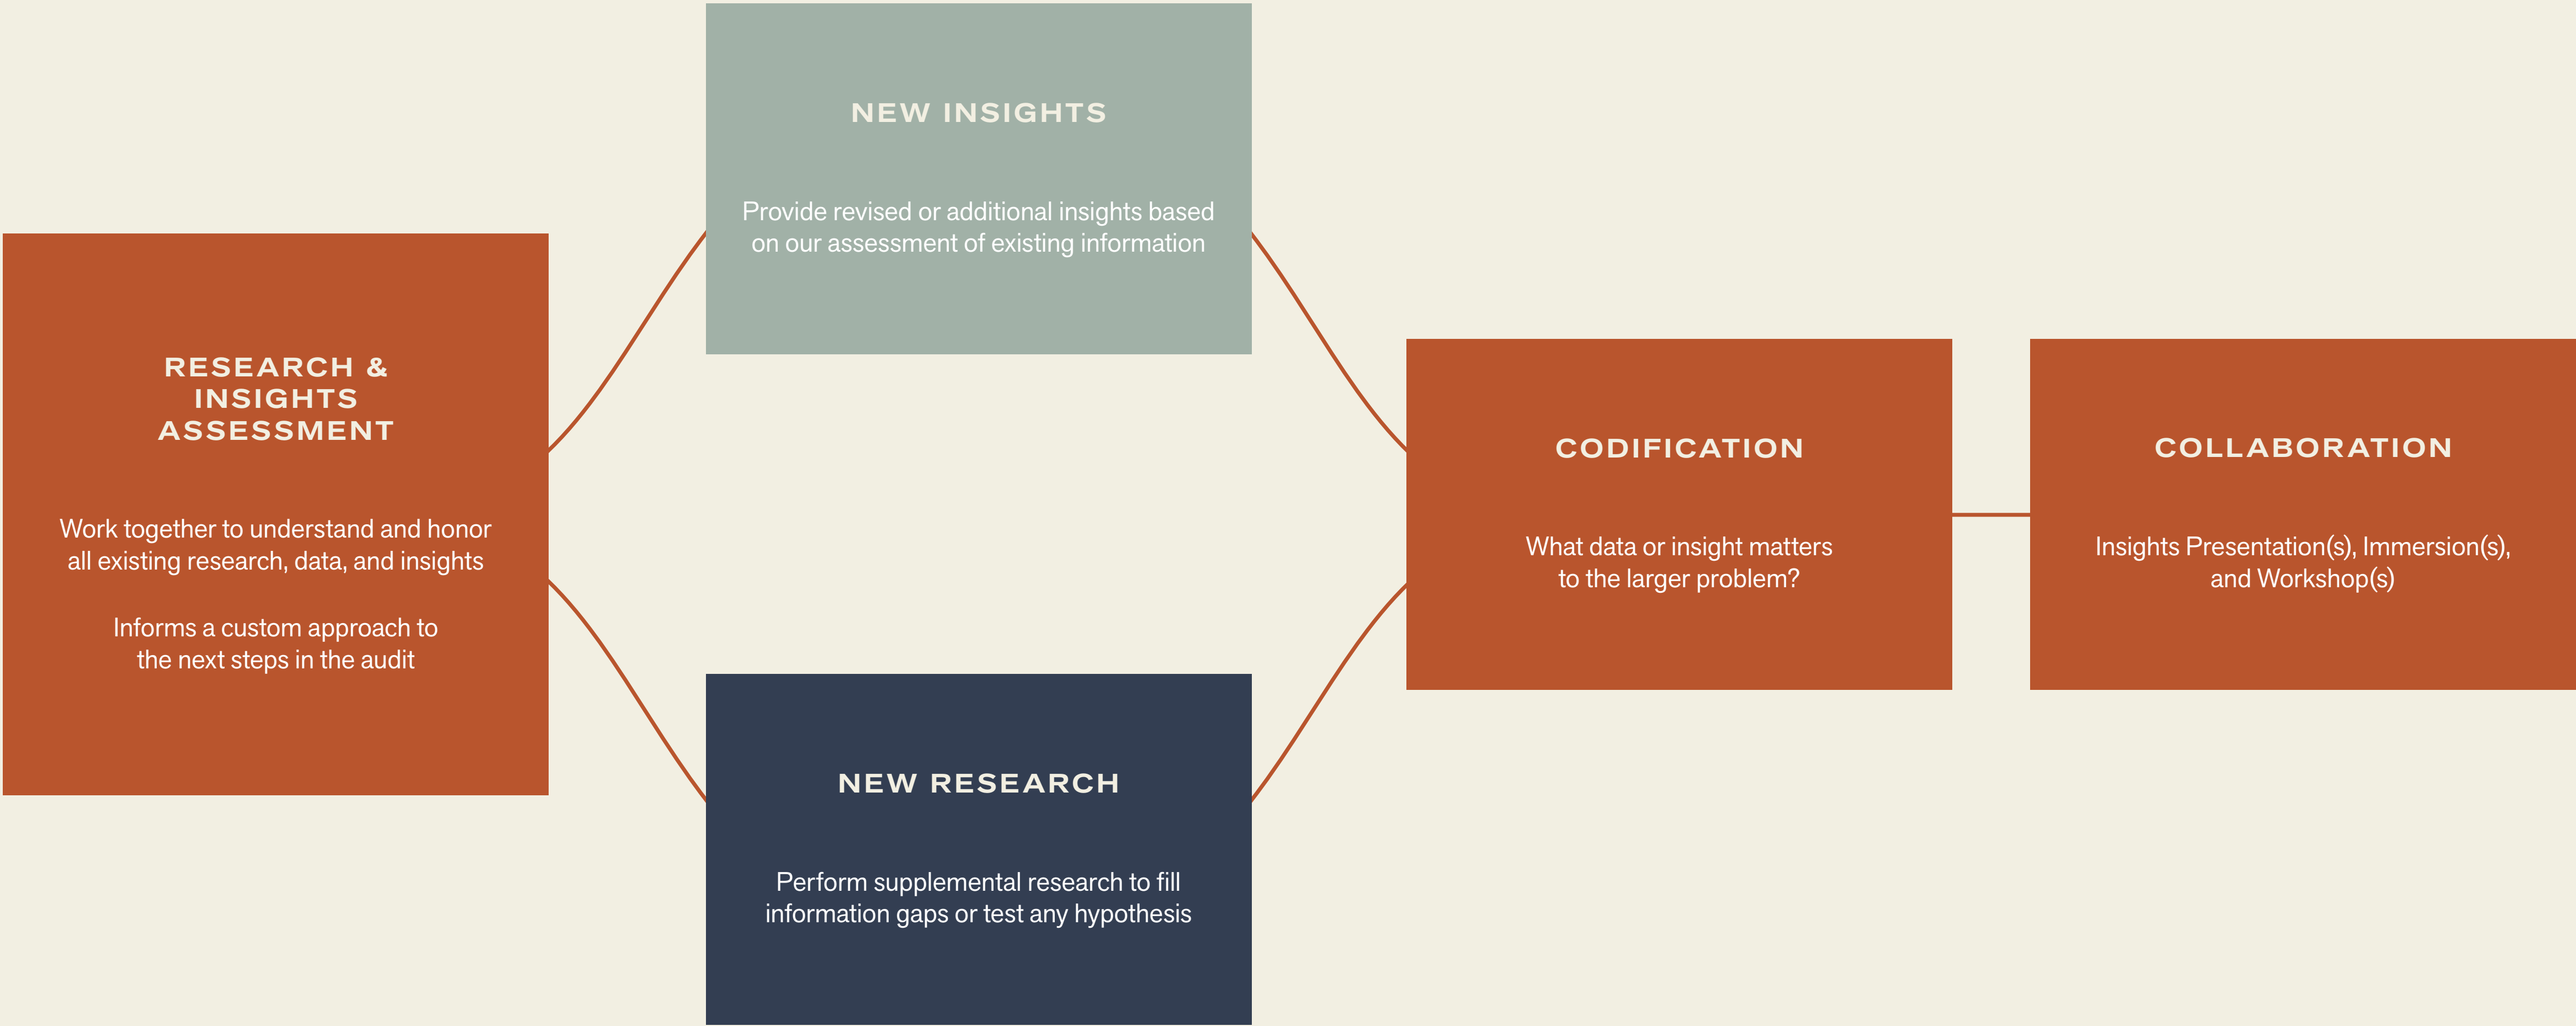 RESEARCH &
INSIGHTS
ASSESSMENT
Work together to understand and honor
all existing research, data, and insights
Informs a custom approach to
the next steps in the audit
NEW INSIGHTS
Provide revised or additional insights based
on our assessment of existing information
NEW RESEARCH
Perform supplemental research to fill
information gaps or test any hypothesis
CODIFICATION
What data or insight matters
to the larger problem?
COLLABORATION
Insights Presentation(s), Immersion(s),
and Workshop(s)